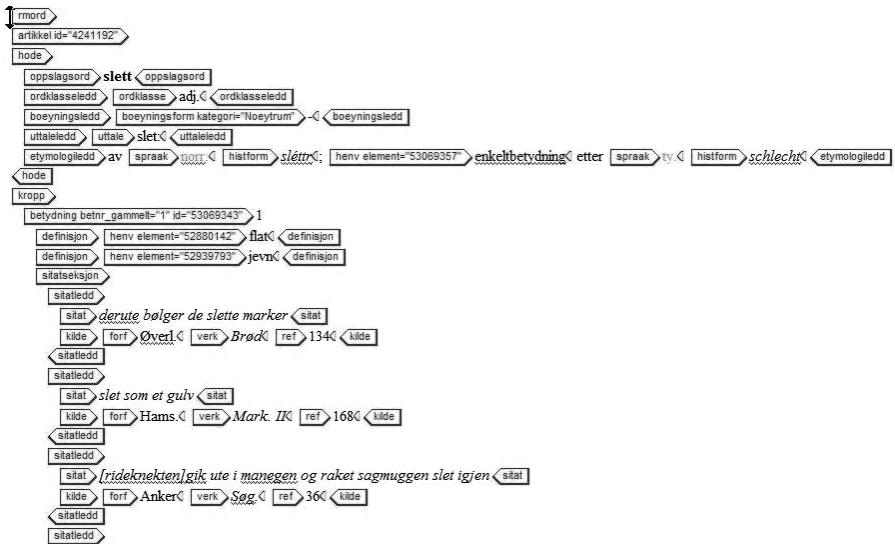 rmord
artikkel id="4241192"
hode
oppslagsord slett oppslagsord
ordklasseledd ordklasse adj. ordklasseledd
boeyningsledd boeyningsform kategori="Noeytrum" - boeyningsledd
uttaleledd uttale slet: uttaleledd
etymologiledd av spraak norr. histform sléttr ; henv element="53069357" enkeltbetydning etter spraak ty. histform schlecht etymologiledd
hode
kropp
betydning betnr_gammelt="1" id="53069343" 1
definisjon henv element="52880142" flat definisjon
definisjon henv element="52939793" jevn definisjon
sitatseksjon
sitatledd
sitat derute bølger de slette marker sitat
kilde forf Øverl. verk Brød ref 134 kilde
sitatledd
sitatledd
sitat slet som et gulv sitat
kilde forf Hams. verk Mark. II ref 168 kilde
sitatledd
sitatledd
sitat [rideknekten]gik ute i manegen og raket sagmuggen slet igjen sitat
kilde forf Anker verk Søg. ref 36 kilde
sitatledd
sitatledd